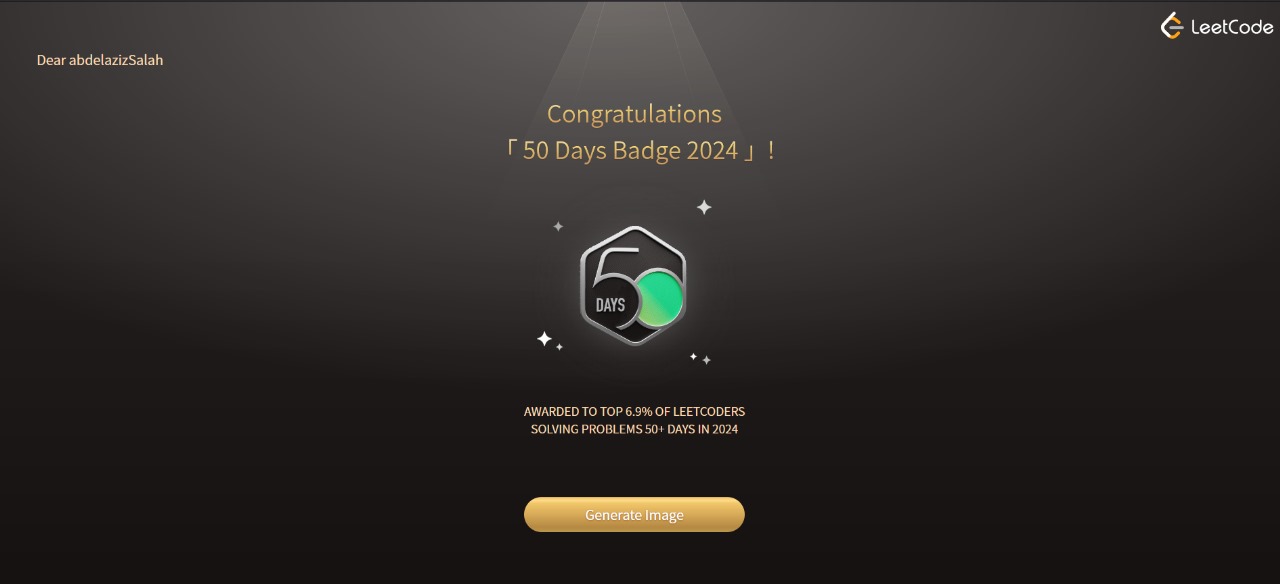 LeetCode
Dear abdelazizSalah
Congratulations
「 50 Days Badge 2024 」 !
50
DAYS
AWARDED TO TOP 6.9% OF LEETCODERS
SOLVING PROBLEMS 50+ DAYS IN 2024
Generate Image